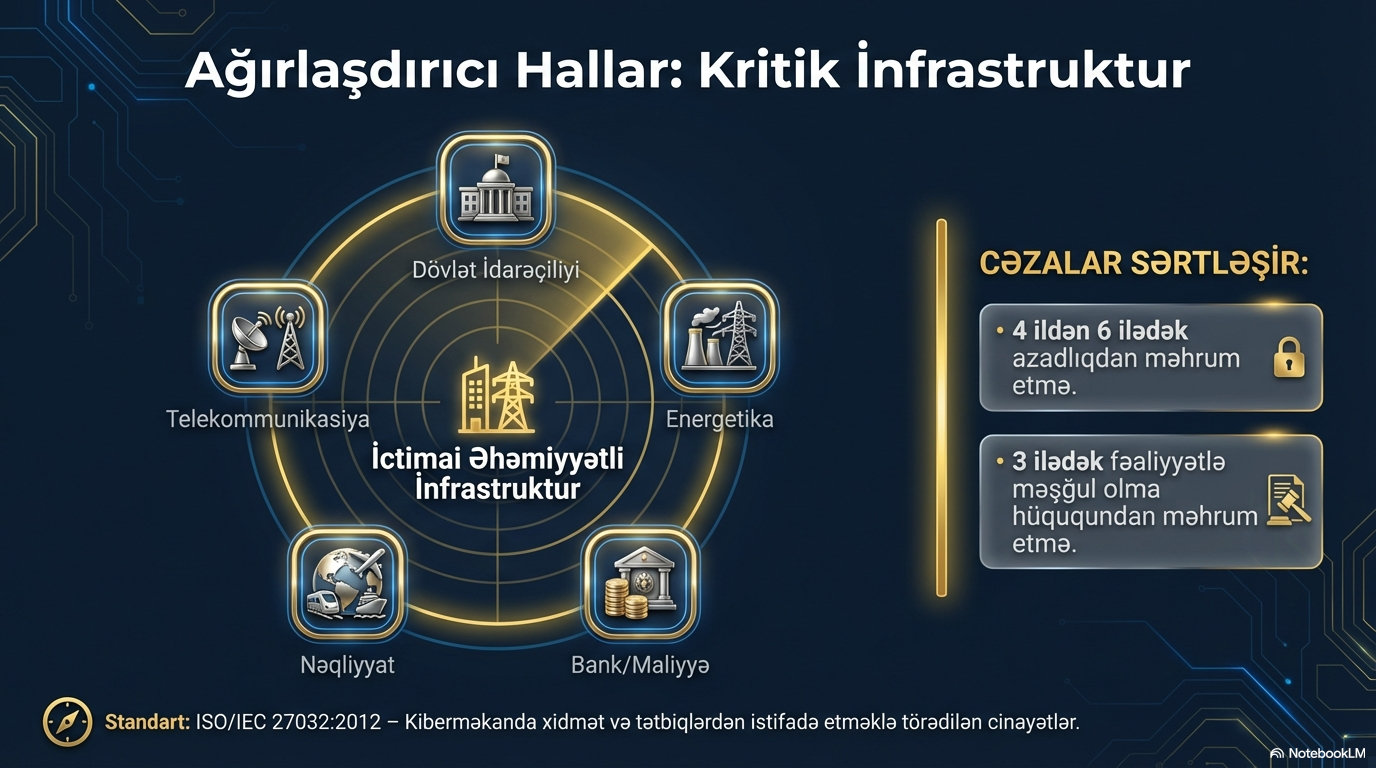 Ağırlaşdırıcı Hallar: Kritik İnfrastruktur
Dövlət İdarəçiliyi
Telekommunikasiya
Energetika
İctimai Əhəmiyyətli
İnfrastruktur
Nəqliyyat
Bank/Maliyyə
CƏZALAR SƏRTLƏŞİR:
• 4 ildən 6 ilədək
azadlıqdan məhrum
etmə.
• 3 ilədək fəaliyyətlə
məşğul olma
hüququndan məhrum
etmə.
Standart: ISO/IEC 27032:2012 – Kiberməkanda xidmət və tətbiqlərdən istifadə etməklə törədilən cinayətlər.
NotebookLM